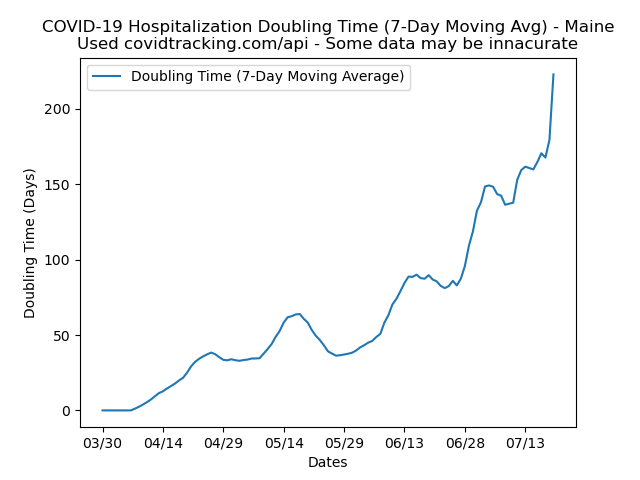 COVID-19 Hospitalization Doubling Time (7-Day Moving Avg) - Maine
Used covidtracking.com/api - Some data may be innacurate
Doubling Time (7-Day Moving Average)
Doubling Time (Days)
200
150
100
50
0
03/30 04/14 04/29 05/14 05/29 06/13 06/28 07/13
Dates